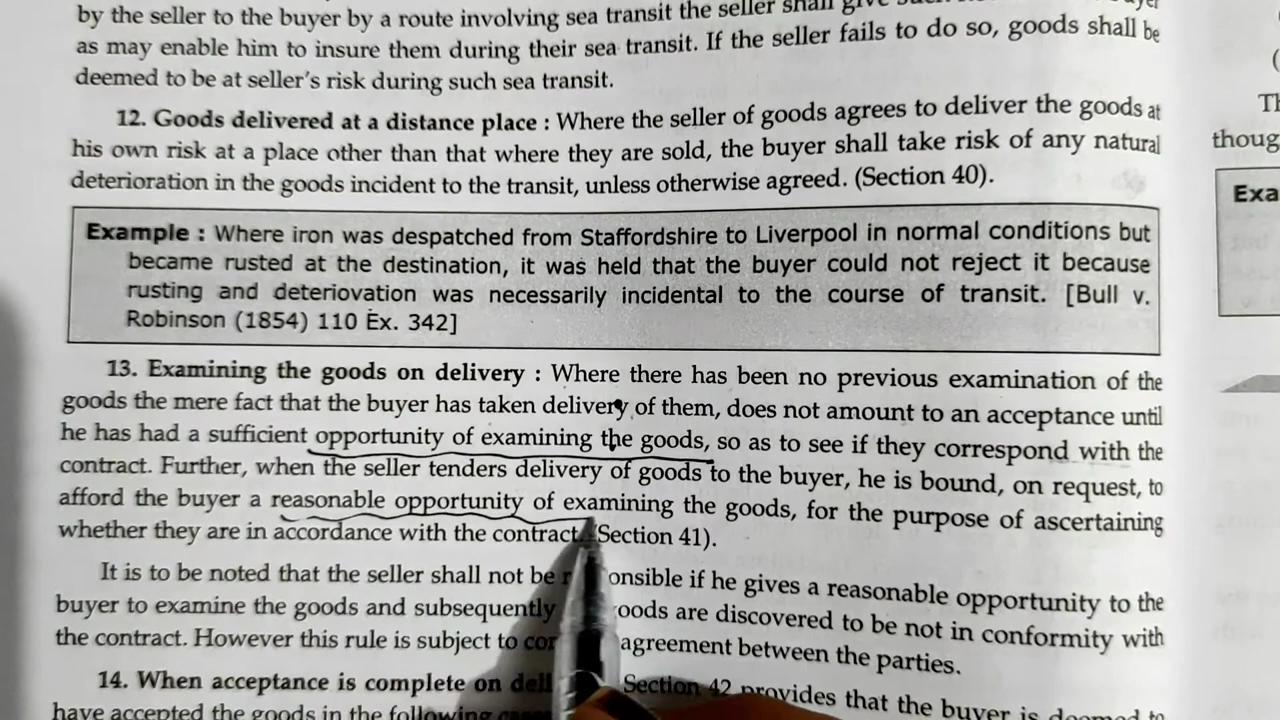 by the seller to the buyer by a route involving sea transit the seller shall give
as may enable him to insure them during their sea transit. If the seller fails to do so, goods shall be
deemed to be at seller's risk during such sea transit.
12. Goods delivered at a distance place : Where the seller of goods agrees to deliver the goods at
his own risk at a place other than that where they are sold, the buyer shall take risk of any natural
deterioration in the goods incident to the transit, unless otherwise agreed. (Section 40).
Example : Where iron was despatched from Staffordshire to Liverpool in normal conditions but
became rusted at the destination, it was held that the buyer could not reject it because
rusting and deteriovation was necessarily incidental to the course of transit. [Bull v.
Robinson (1854) 110 Ex. 342]
13. Examining the goods on delivery : Where there has been no previous examination of the
goods the mere fact that the buyer has taken delivery of them, does not amount to an acceptance until
he has had a sufficient opportunity of examining the goods, so as to see if they correspond with the
contract. Further, when the seller tenders delivery of goods to the buyer, he is bound, on request, to
afford the buyer a reasonable opportunity of examining the goods, for the purpose of ascertaining
whether they are in accordance with the contract. (Section 41).
It is to be noted that the seller shall not be if he gives a reasonable opportunity to the
buyer to examine the goods and subsequently goods are discovered to be not in conformity with
the contract. However this rule is subject to agreement between the parties.
14. When acceptance is complete on Section 42 provides that the buyer is deemed to
have accepted the goods in the following
Exa